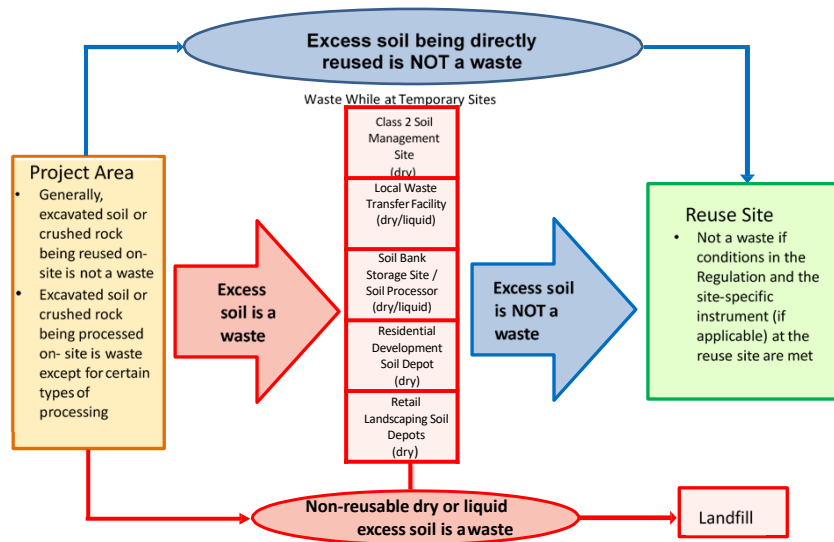 Excess soil being directly
reused is NOT a waste
Waste While at Temporary Sites
Project Area
• Generally,
excavated soil or
crushed rock
being reused on-
site is not a waste
• Excavated soil or
crushed rock
being processed
on- site is waste
except for certain
types of
processing
Excess
soil is a
waste
Class 2 Soil
Management
Site
(dry)
Local Waste
Transfer Facility
(dry/liquid)
Soil Bank
Storage Site /
Soil Processor
(dry/liquid)
Residential
Development
Soil Depot
(dry)
Retail
Landscaping Soil
Depots
(dry)
Excess soil
is NOT a
waste
Reuse Site
• Not a waste if
conditions in the
Regulation and the
site-specific
instrument (if
applicable) at the
reuse site are met
Non-reusable dry or liquid
excess soil is a waste
Landfill